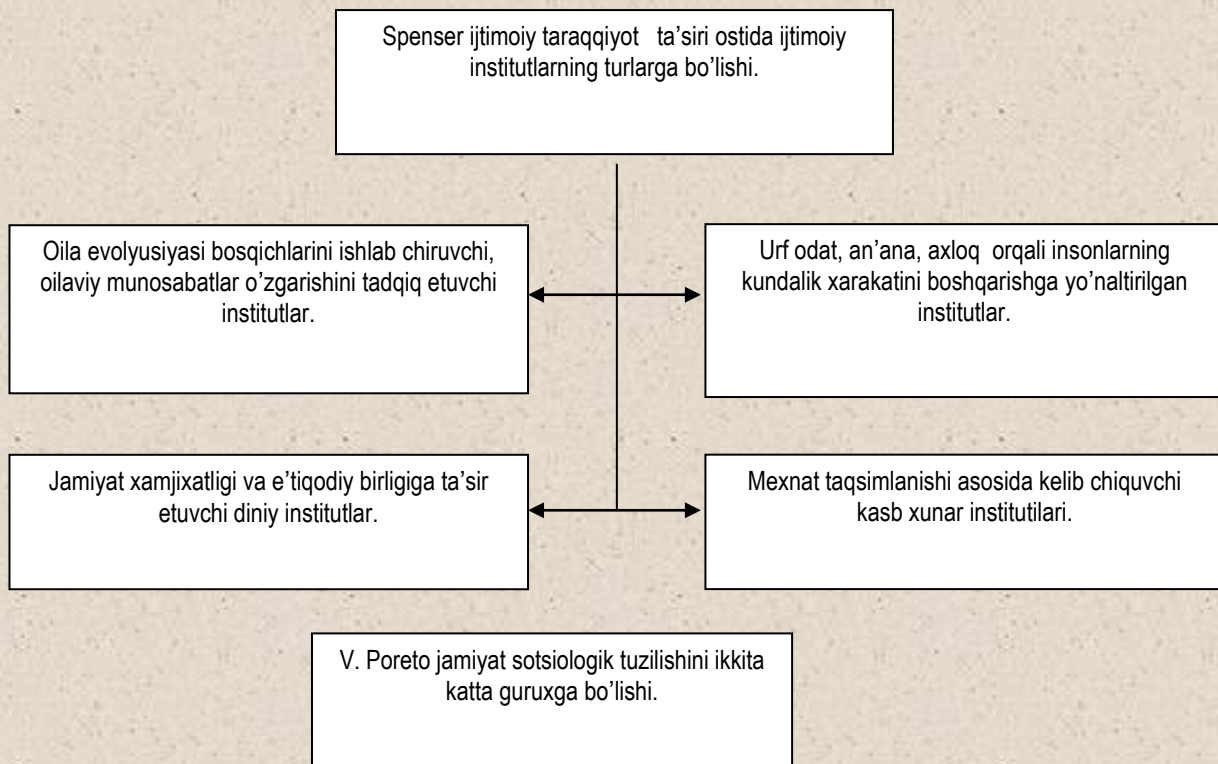 Spenser ijtimoiy taraqqiyot ta’siri ostida ijtimoiy
institutlarning turlarga bo’lishi.
Oila evolyusiyasi bosqichlarini ishlab chiruvchi,
oilaviy munosabatlar o’zgarishini tadqiq etuvchi
institutlar.
Urf odat, an’ana, axloq orqali insonlarning
kundalik xarakatini boshqarishga yo’naltirilgan
institutlar.
Jamiyat xamjixatligi va e’tiqodiy birligiga ta’sir
etuvchi diniy institutlar.
Mexnat taqsimlanishi asosida kelib chiquvchi
kasb xunar institutilari.
V. Poreto jamiyat sotsiologik tuzilishini ikkita
katta guruxga bo’lishi.